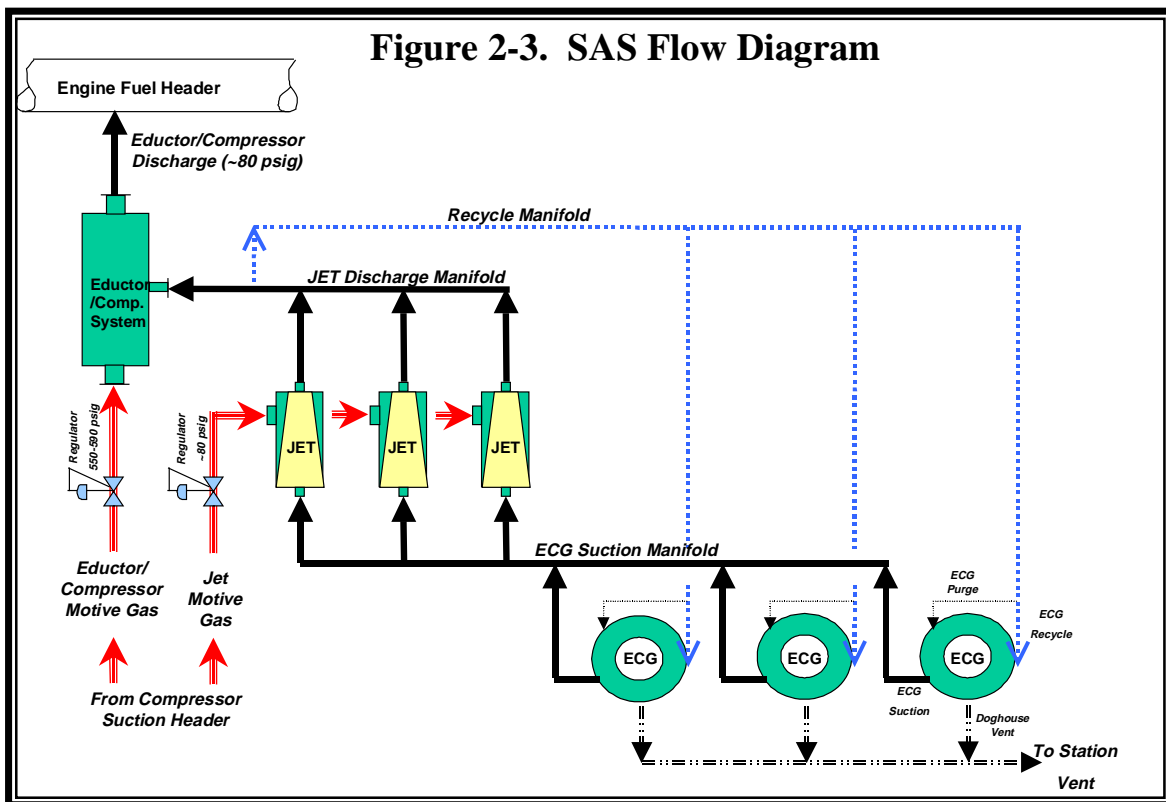 Figure 2-3. SAS Flow Diagram
Engine Fuel Header
Eductor/Compressor
Discharge (~80 psig)
Recycle Manifold
JET Discharge Manifold
Eductor
/Comp.
System
Regulator
550-590 psig
Regulator
~80 psig
JET
JET
JET
ECG Suction Manifold
Eductor/
Compressor
Motive Gas
Jet
Motive
Gas
ECG
Purge
ECG
Recycle
ECG
ECG
ECG
ECG
Suction
Doghouse
Vent
From Compressor
Suction Header
To Station
Vent